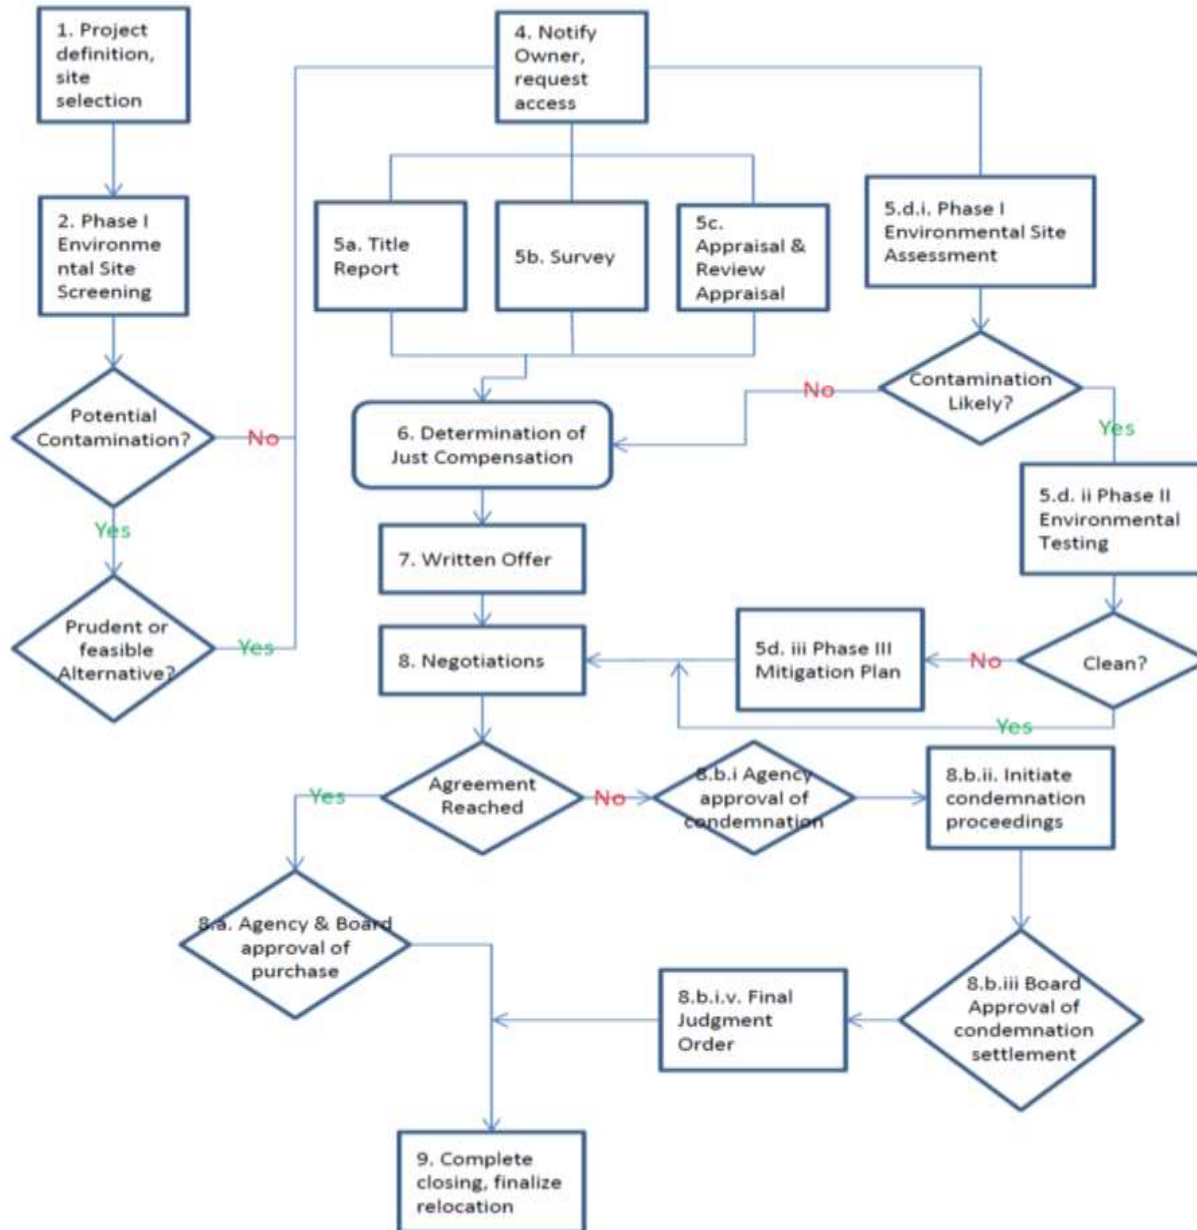 1. Project
definition,
site
selection
4. Notify
Owner,
request
access
2. Phase I
Environme
ntal Site
Screening
5a. Title
Report
5b. Survey
5c.
Appraisal &
Review
Appraisal
5.d.i. Phase I
Environmental Site
Assessment
Potential
Contamination?
No
Yes
Prudent or
feasible
Alternative?
Yes
6. Determination of
Just Compensation
No
Contamination
Likely?
Yes
5.d. ii Phase II
Environmental
Testing
7. Written Offer
8. Negotiations
5d. iii Phase III
Mitigation Plan
No
Clean?
Yes
Yes
Agreement
Reached
No
8.b.i Agency
approval of
condemnation
8.b.ii. Initiate
condemnation
proceedings
8.a. Agency & Board
approval of
purchase
8.b.i.v. Final
Judgment
Order
8.b.iii Board
Approval of
condemnation
settlement
9. Complete
closing, finalize
relocation